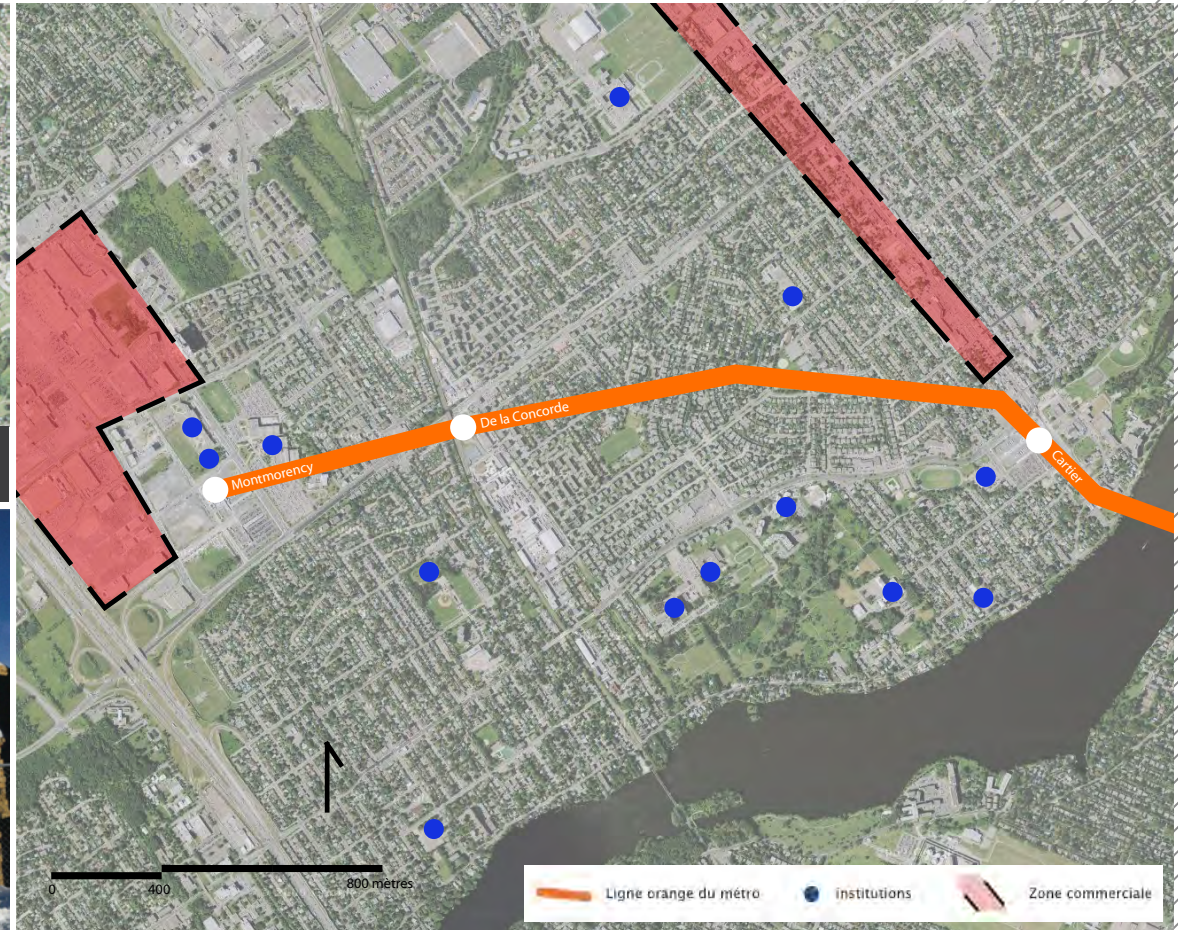 De la Concorde
Montmorency
Cartier
0
400
800 mètres
Ligne orange du métro
institutions
Zone commerciale